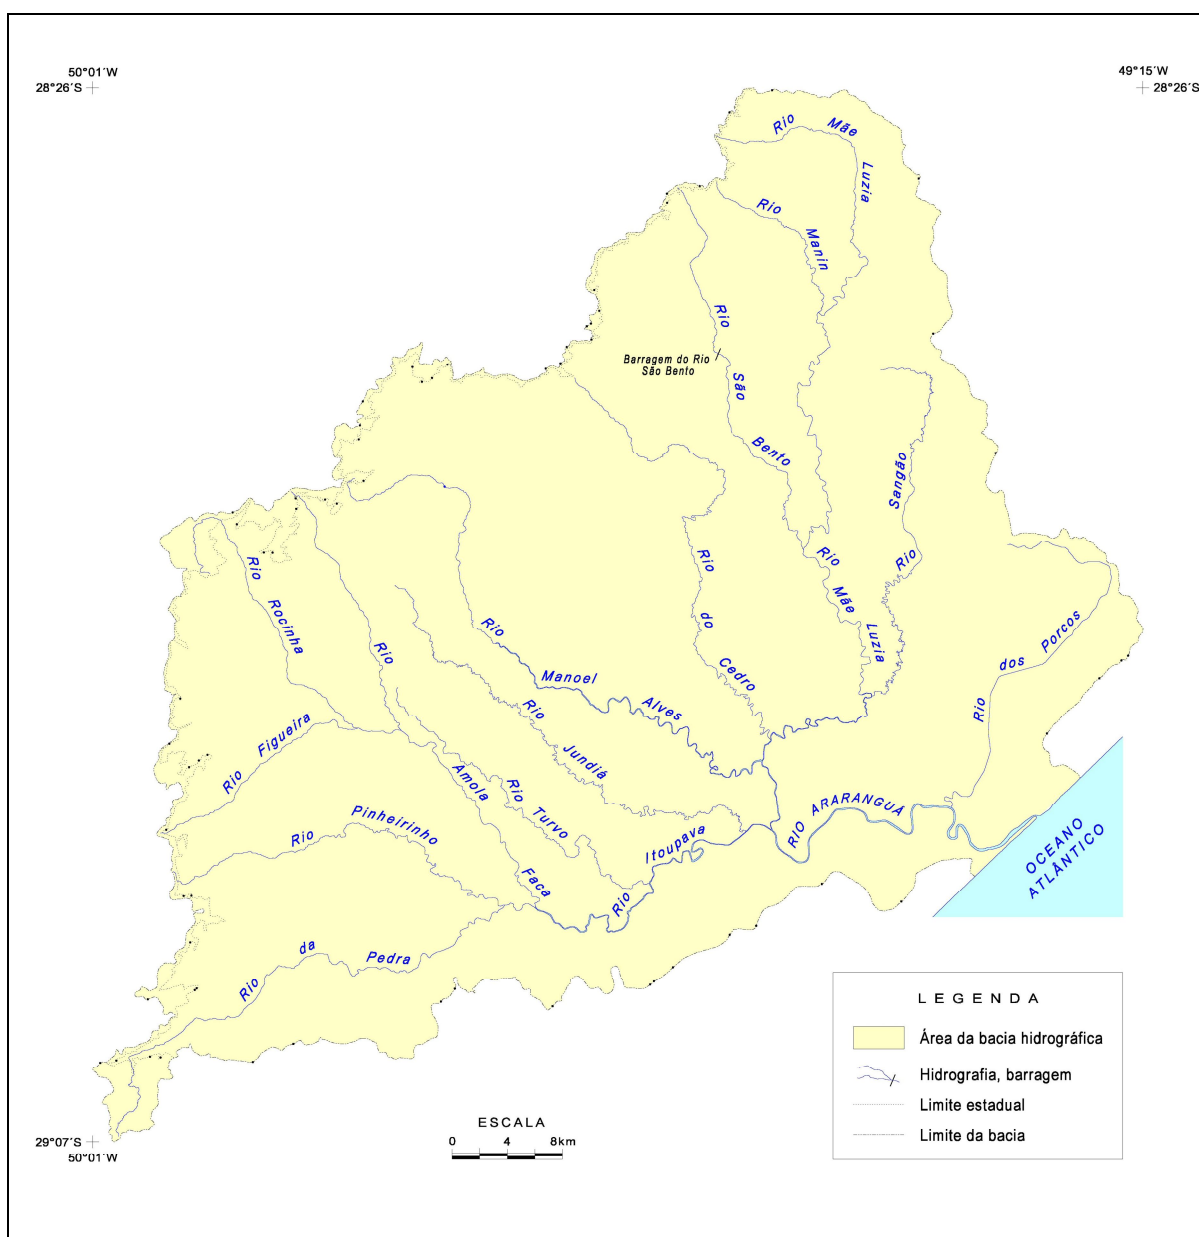 50°01´W
28°26´S
49°15´W
28°26´S
Rio Mãe Luzia
Rio Manin
Rio São Bento
Barragem do Rio
São Bento
Sangão
Rio
Rio Mãe Luzia
Rio do Cedro
Rio dos Porcos
Rio Rocinha
Rio Figueira
Rio Amola Faca
Rio Manoel Alves
Rio Jundiá
Rio Turvo
Rio Pinheirinho
Rio Itoupava
RIO ARARANGUÁ
Rio da Pedra
OCEANO
ATLÂNTICO
LEGENDA
Área da bacia hidrográfica
Hidrografia, barragem
Limite estadual
Limite da bacia
ESCALA
0 4 8km
29°07´S
50°01´W